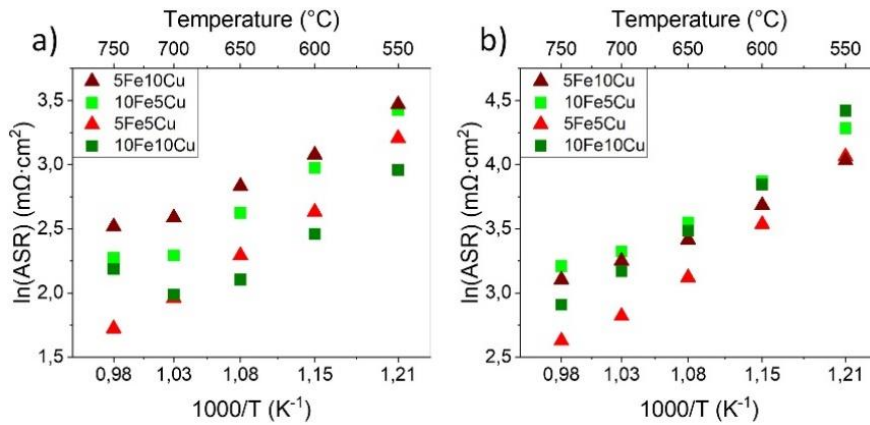 a)
Temperature (°C)
750 700 650 600 550
5Fe10Cu
10Fe5Cu
5Fe5Cu
10Fe10Cu
3,5
3,0
2,5
2,0
1,5
ln(ASR) (mΩ·cm²)
0,98 1,03 1,08 1,15 1,21
1000/T (K⁻¹)
b)
Temperature (°C)
750 700 650 600 550
5Fe10Cu
10Fe5Cu
5Fe5Cu
10Fe10Cu
4,5
4,0
3,5
3,0
2,5
ln(ASR) (mΩ·cm²)
0,98 1,03 1,08 1,15 1,21
1000/T (K⁻¹)